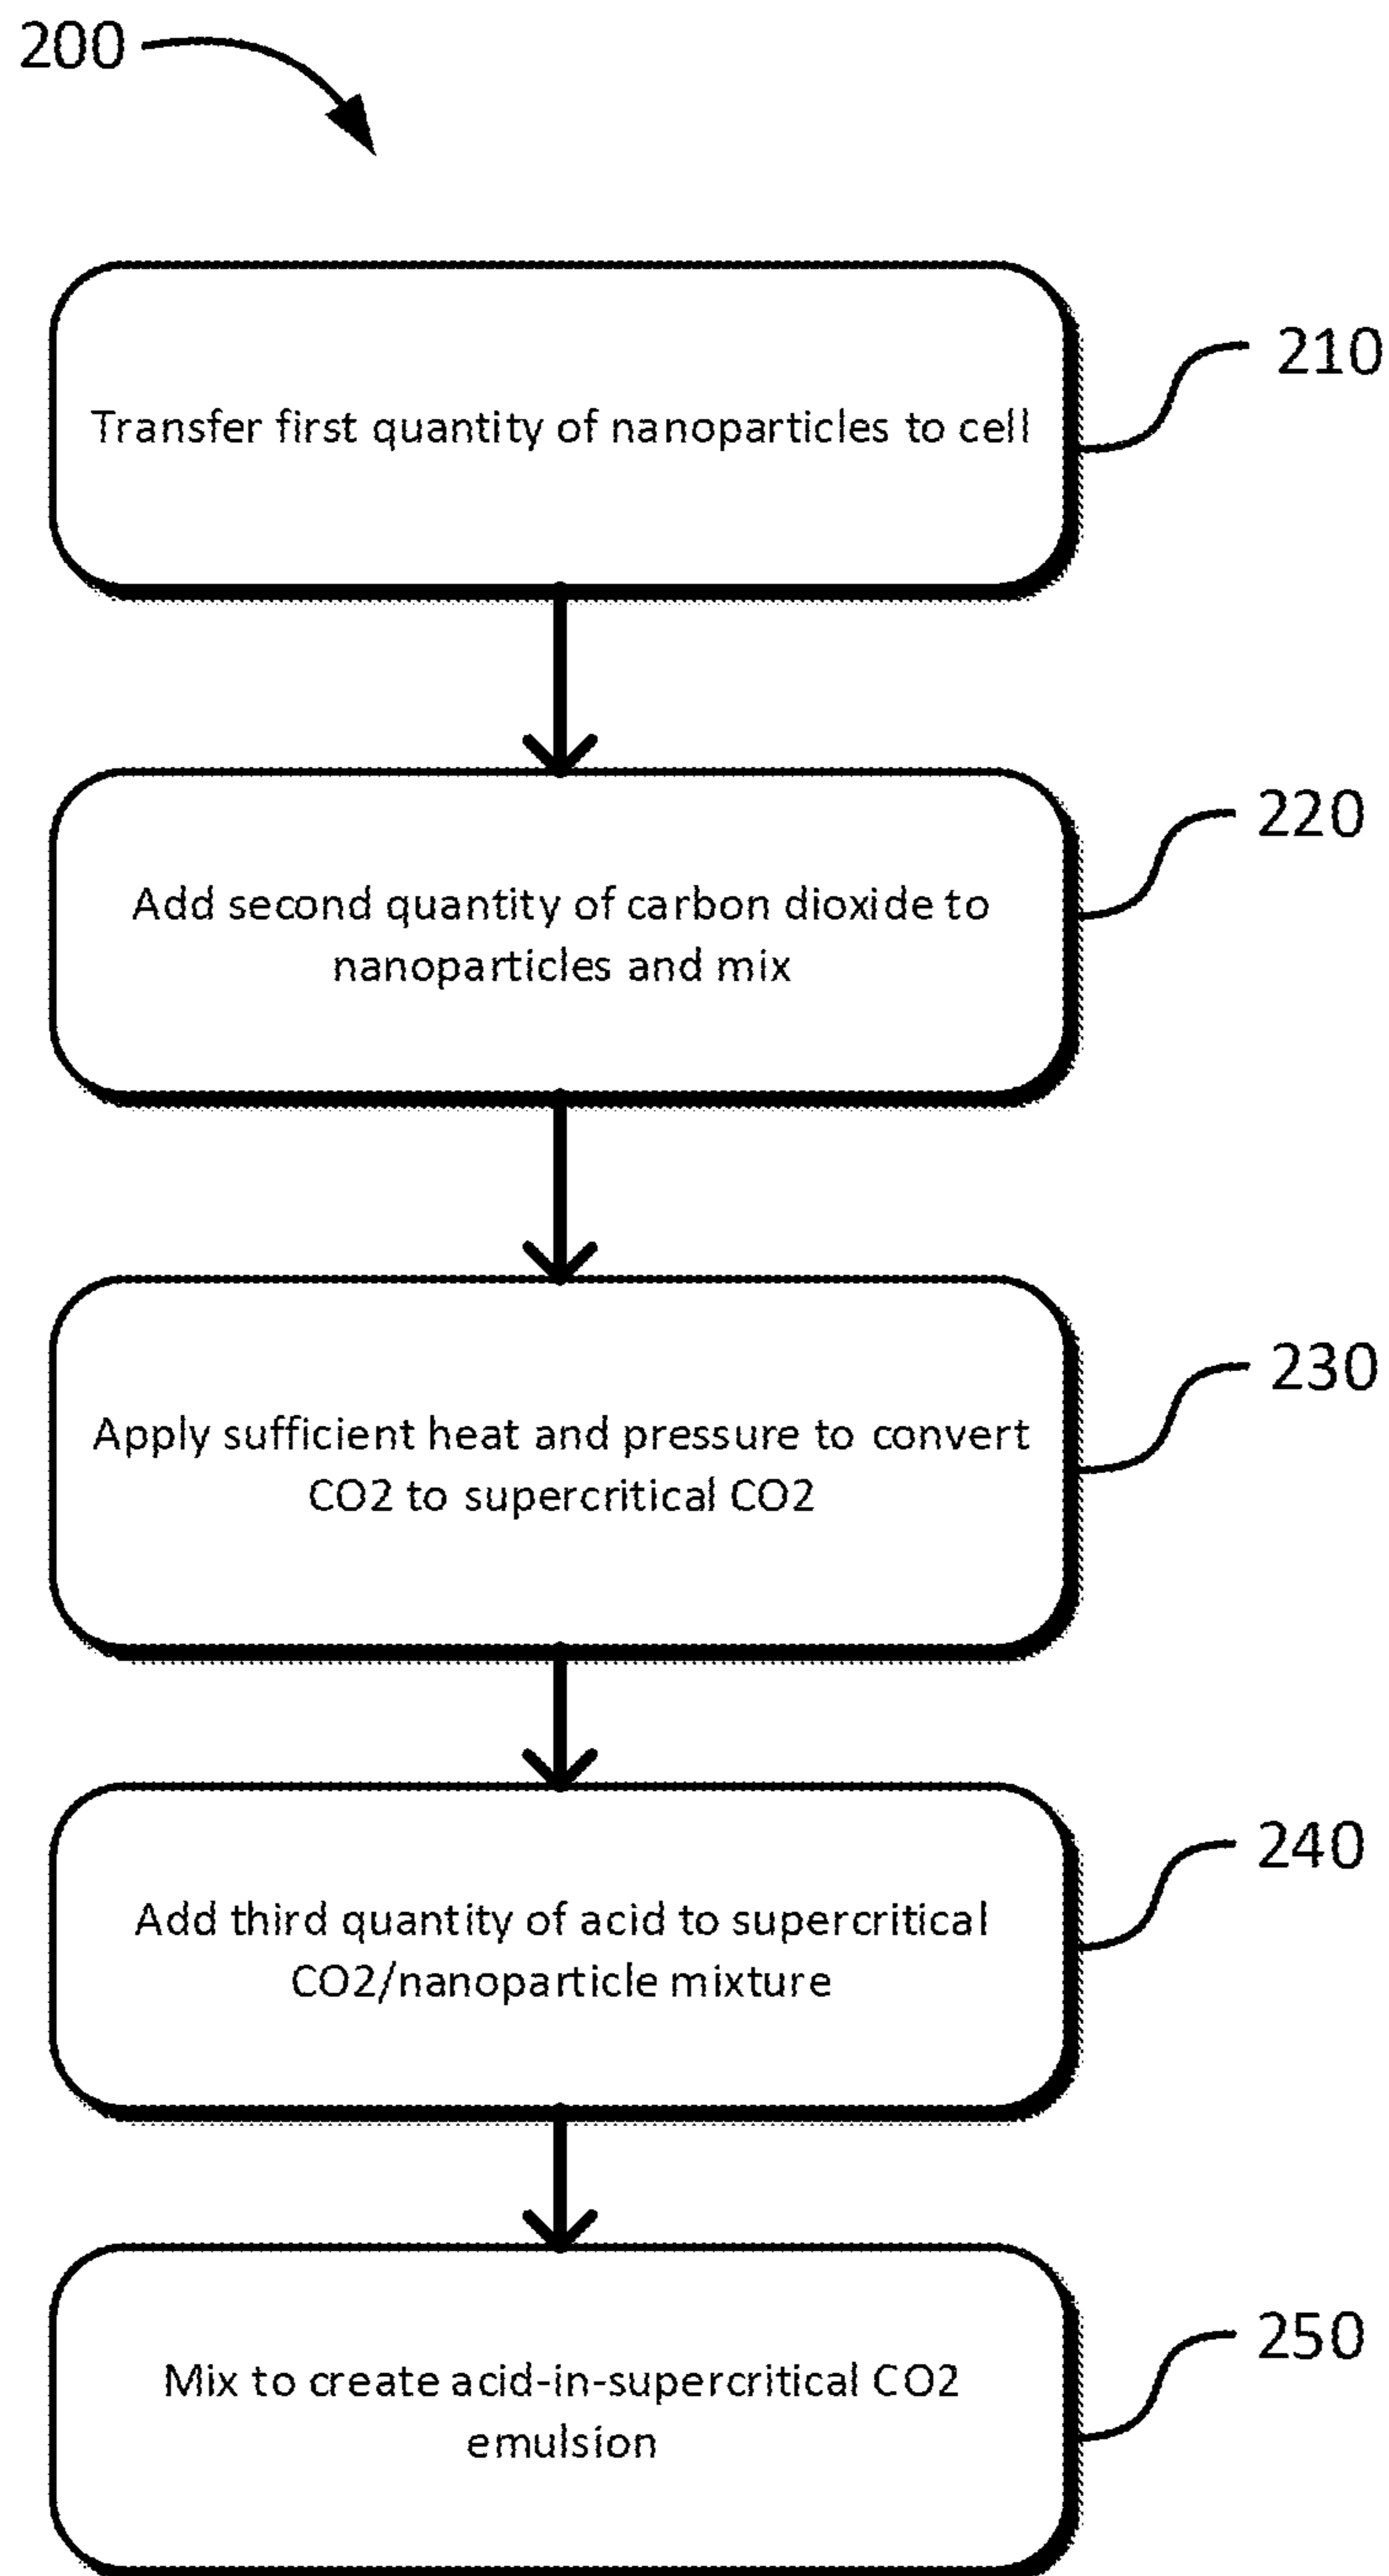 200
Transfer first quantity of nanoparticles to cell
210
Add second quantity of carbon dioxide to
nanoparticles and mix
220
Apply sufficient heat and pressure to convert
CO2 to supercritical CO2
230
Add third quantity of acid to supercritical
CO2/nanoparticle mixture
240
Mix to create acid-in-supercritical CO2
emulsion
250